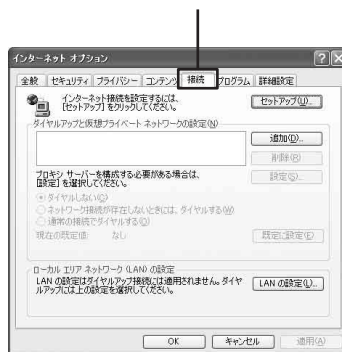 インターネット オプション
全般 セキュリティ プライバシー コンテンツ 接続 プログラム 詳細設定
インターネット接続を設定するには、
[セットアップ] をクリックしてください。
セットアップ(U)...
ダイヤルアップと仮想プライベート ネットワークの設定(N)
追加(D)...
削除(R)
プロキシ サーバーを構成する必要がある場合は、
[設定] を選択してください。
設定(S)...
ダイヤルしない(C)
ネットワーク接続が存在しないときには、ダイヤルする(W)
通常の接続でダイヤルする(O)
現在の既定値: なし
既定に設定(E)
ローカル エリア ネットワーク (LAN) の設定
LAN の設定はダイヤルアップ接続には適用されません。ダイヤ
ルアップには上の設定を選択してください。
LAN の設定(L)...
OK キャンセル 適用(A)